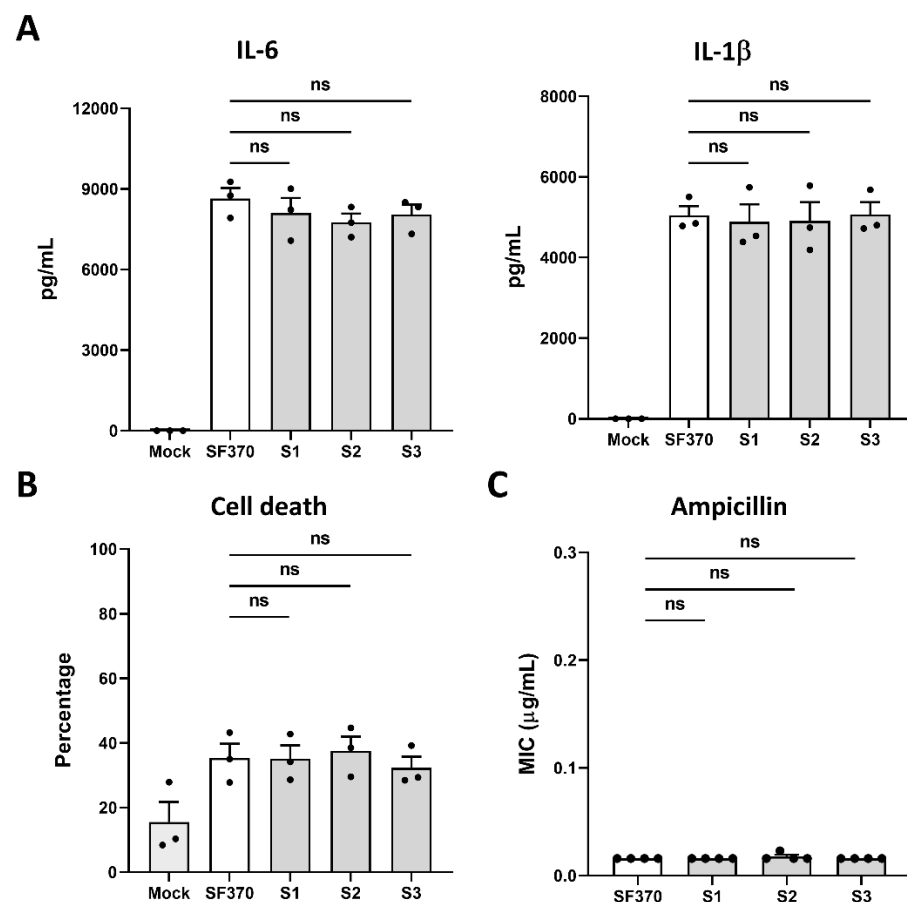 A
IL-6
ns
ns
ns
12000
9000
6000
3000
0
pg/mL
Mock SF370 S1 S2 S3
IL-1β
ns
ns
ns
8000
6000
4000
2000
0
pg/mL
Mock SF370 S1 S2 S3
B
Cell death
ns
ns
ns
100
80
60
40
20
0
Percentage
Mock SF370 S1 S2 S3
C
Ampicillin
ns
ns
ns
0.3
0.2
0.1
0.0
MIC (μg/mL)
SF370 S1 S2 S3